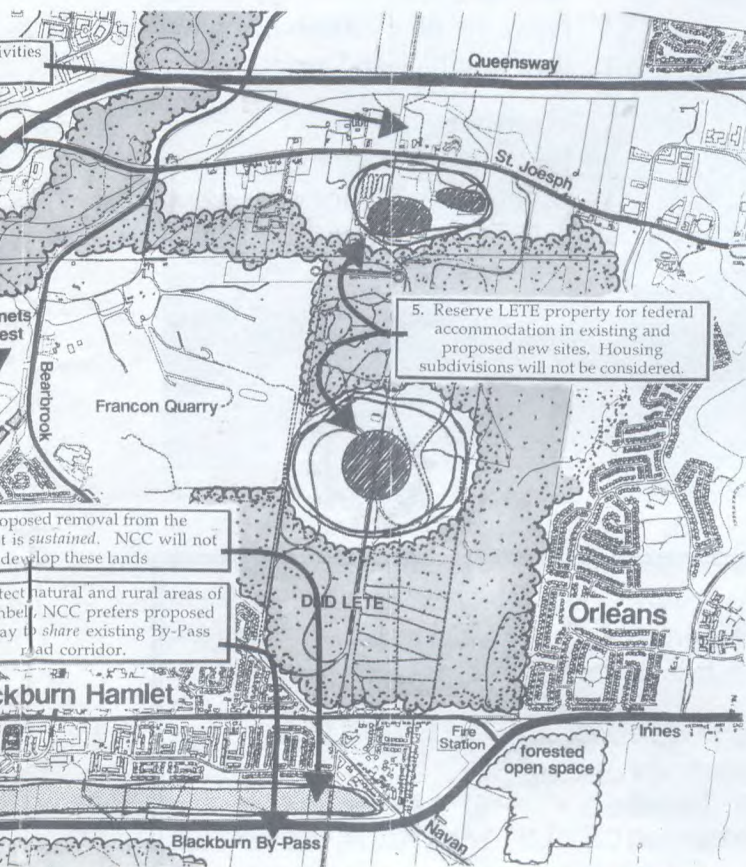 ivities
Queensway
St. Joesph
5. Reserve LETE property for federal
accommodation in existing and
proposed new sites. Housing
subdivisions will not be considered.
nets
est
Bearbrook
Francon Quarry
oposed removal from the
t is sustained. NCC will not
develop these lands
tect natural and rural areas of
nbelt, NCC prefers proposed
ay to share existing By-Pass
road corridor.
DND LETE
Orléans
ckburn Hamlet
Innes
Fire
Station
forested
open space
Navan
Blackburn By-Pass